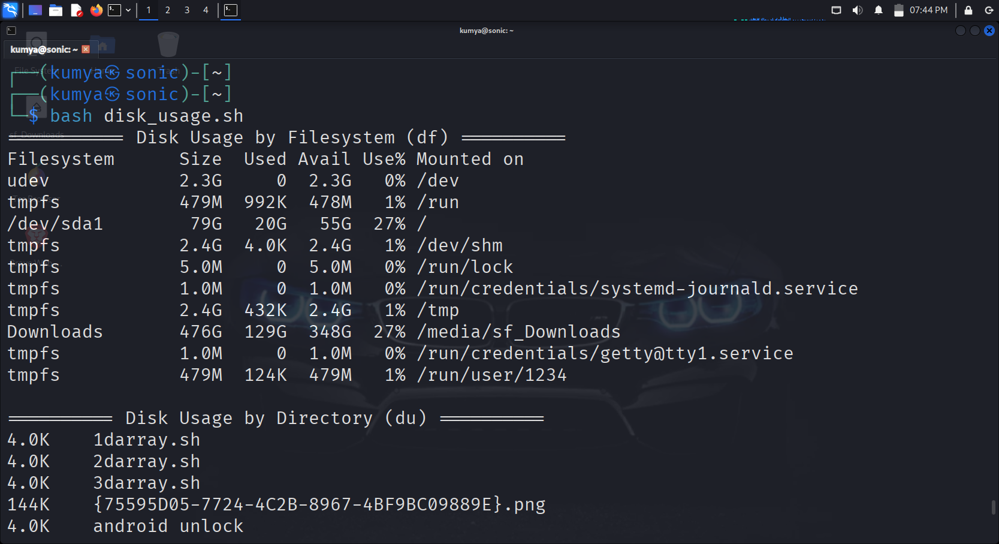 1 2 3 4 07:44 PM
kumya@sonic: ~
kumya@sonic: ~
File System Home Trash
┌──(kumya㉿sonic)-[~]
┌──(kumya㉿sonic)-[~]
└─$ bash disk_usage.sh
sf_Downloads
========== Disk Usage by Filesystem (df) ==========
Filesystem Size Used Avail Use% Mounted on
udev 2.3G 0 2.3G 0% /dev
tmpfs 479M 992K 478M 1% /run
/dev/sda1 79G 20G 55G 27% /
tmpfs 2.4G 4.0K 2.4G 1% /dev/shm
tmpfs 5.0M 0 5.0M 0% /run/lock
tmpfs 1.0M 0 1.0M 0% /run/credentials/systemd-journald.service
tmpfs 2.4G 432K 2.4G 1% /tmp
Downloads 476G 129G 348G 27% /media/sf_Downloads
tmpfs 1.0M 0 1.0M 0% /run/credentials/getty@tty1.service
tmpfs 479M 124K 479M 1% /run/user/1234
========== Disk Usage by Directory (du) ==========
4.0K 1darray.sh
4.0K 2darray.sh
4.0K 3darray.sh
144K {75595D05-7724-4C2B-8967-4BF9BC09889E}.png
4.0K android unlock